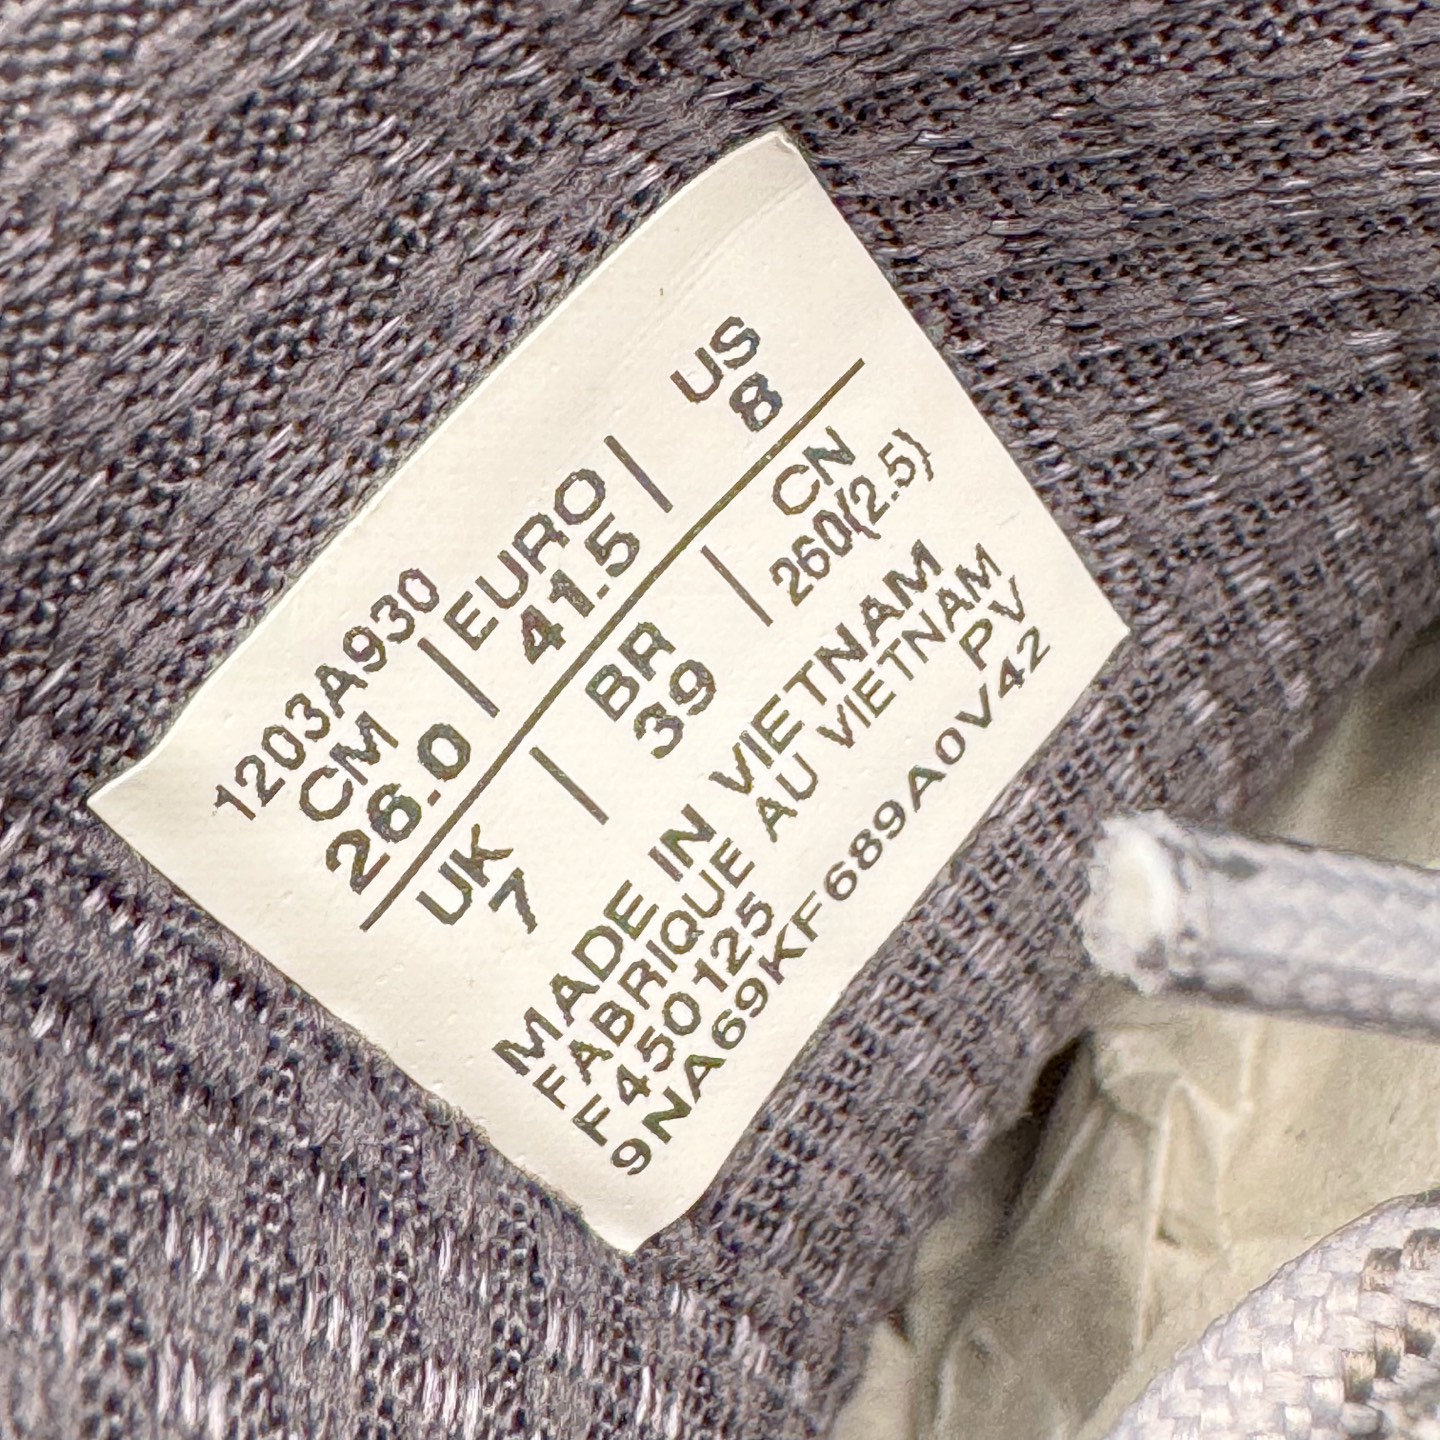 1203A930
CM | EURO | US
26.0 41.5 8
UK | BR | CN
7 39 260(2.5)
MADE IN VIETNAM
FABRIQUE AU VIETNAM
F 450125 PV
9NA69KF689A0V42